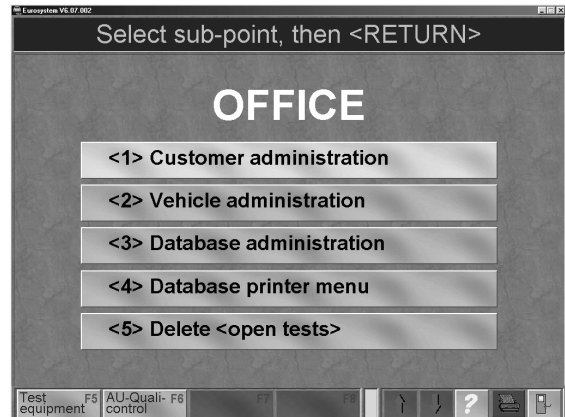 Eurosystem V6.07.002
Select sub-point, then <RETURN>
OFFICE
<1> Customer administration
<2> Vehicle administration
<3> Database administration
<4> Database printer menu
<5> Delete <open tests>
Test F5 AU-Quali- F6 F7 F8
equipment control
?